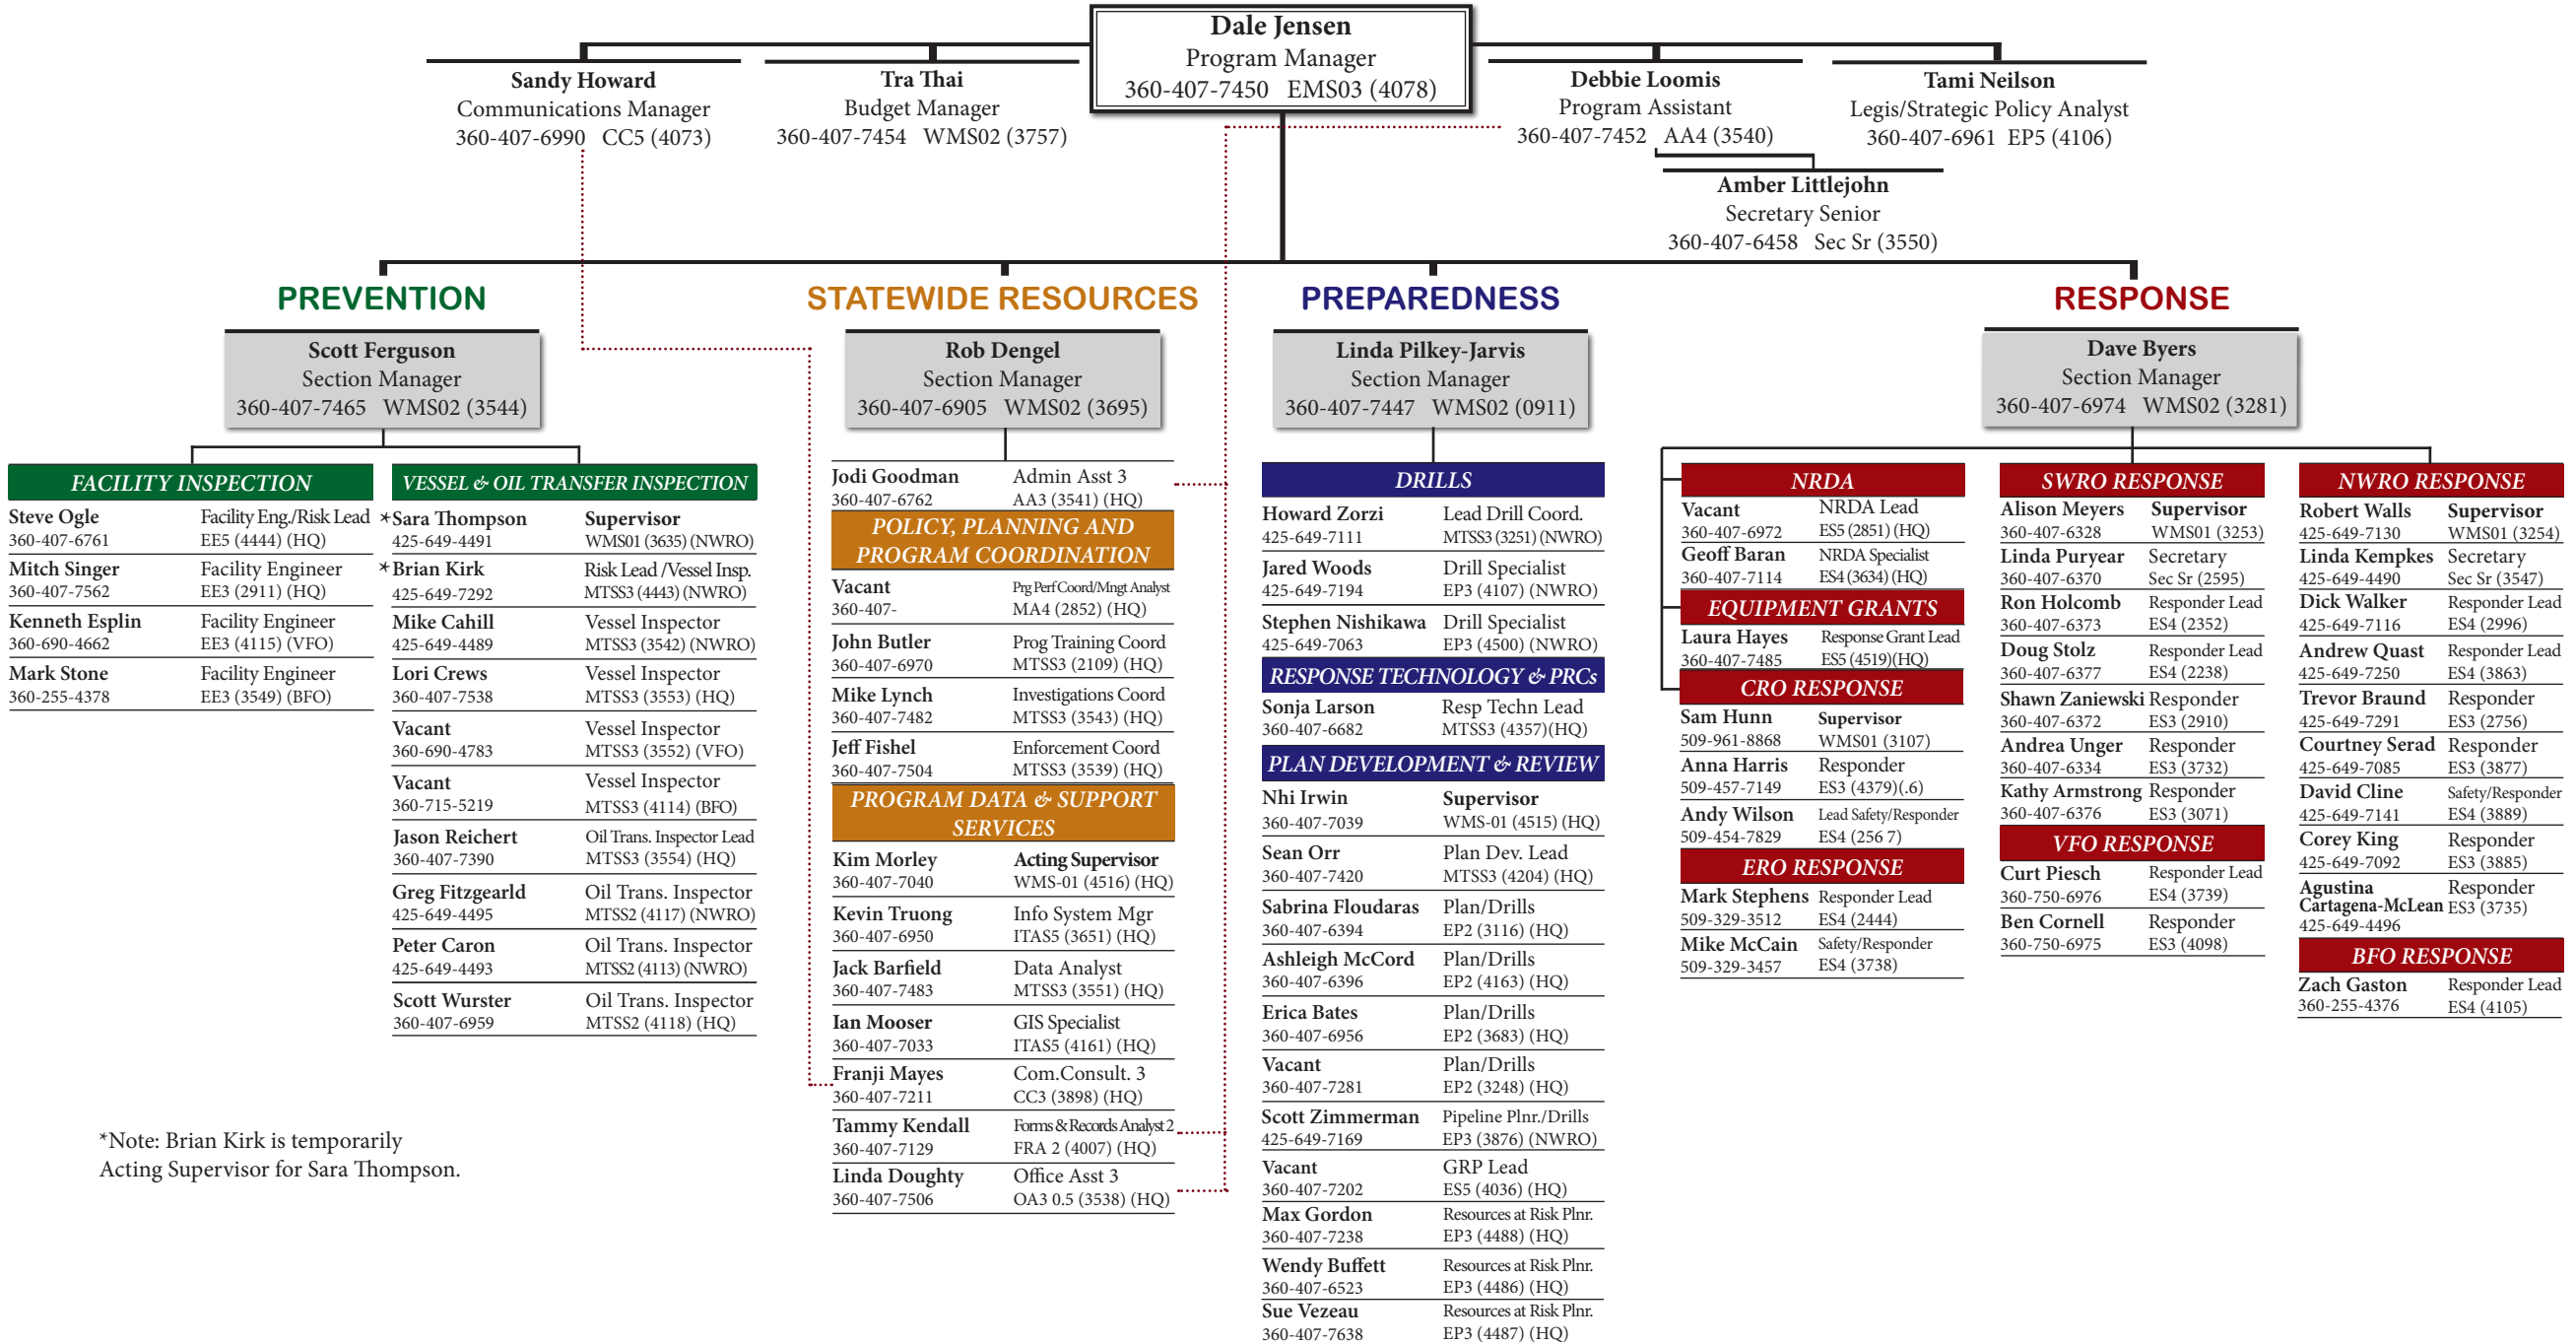 Dale Jensen
Program Manager
360-407-7450 EMS03 (4078)
Sandy Howard
Communications Manager
360-407-6990 CC5 (4073)
Tra Thai
Budget Manager
360-407-7454 WMS02 (3757)
Debbie Loomis
Program Assistant
360-407-7452 AA4 (3540)
Tami Neilson
Legis/Strategic Policy Analyst
360-407-6961 EP5 (4106)
Amber Littlejohn
Secretary Senior
360-407-6458 Sec Sr (3550)
PREVENTION
Scott Ferguson
Section Manager
360-407-7465 WMS02 (3544)
FACILITY INSPECTION
Steve Ogle Facility Eng./Risk Lead
360-407-6761 EE5 (4444) (HQ)
Mitch Singer Facility Engineer
360-407-7562 EE3 (2911) (HQ)
Kenneth Esplin Facility Engineer
360-690-4662 EE3 (4115) (VFO)
Mark Stone Facility Engineer
360-255-4378 EE3 (3549) (BFO)
VESSEL & OIL TRANSFER INSPECTION
*Sara Thompson Supervisor
425-649-4491 WMS01 (3635) (NWRO)
*Brian Kirk Risk Lead /Vessel Insp.
425-649-7292 MTSS3 (4443) (NWRO)
Mike Cahill Vessel Inspector
425-649-4489 MTSS3 (3542) (NWRO)
Lori Crews Vessel Inspector
360-407-7538 MTSS3 (3553) (HQ)
Vacant Vessel Inspector
360-690-4783 MTSS3 (3552) (VFO)
Vacant Vessel Inspector
360-715-5219 MTSS3 (4114) (BFO)
Jason Reichert Oil Trans. Inspector Lead
360-407-7390 MTSS3 (3554) (HQ)
Greg Fitzgearld Oil Trans. Inspector
425-649-4495 MTSS2 (4117) (NWRO)
Peter Caron Oil Trans. Inspector
425-649-4493 MTSS2 (4113) (NWRO)
Scott Wurster Oil Trans. Inspector
360-407-6959 MTSS2 (4118) (HQ)
*Note: Brian Kirk is temporarily
Acting Supervisor for Sara Thompson.
STATEWIDE RESOURCES
Rob Dengel
Section Manager
360-407-6905 WMS02 (3695)
Jodi Goodman Admin Asst 3
360-407-6762 AA3 (3541) (HQ)
POLICY, PLANNING AND
PROGRAM COORDINATION
Vacant Prg Perf Coord/Mngt Analyst
360-407- MA4 (2852) (HQ)
John Butler Prog Training Coord
360-407-6970 MTSS3 (2109) (HQ)
Mike Lynch Investigations Coord
360-407-7482 MTSS3 (3543) (HQ)
Jeff Fishel Enforcement Coord
360-407-7504 MTSS3 (3539) (HQ)
PROGRAM DATA & SUPPORT
SERVICES
Kim Morley Acting Supervisor
360-407-7040 WMS-01 (4516) (HQ)
Kevin Truong Info System Mgr
360-407-6950 ITAS5 (3651) (HQ)
Jack Barfield Data Analyst
360-407-7483 MTSS3 (3551) (HQ)
Ian Mooser GIS Specialist
360-407-7033 ITAS5 (4161) (HQ)
Franji Mayes Com.Consult. 3
360-407-7211 CC3 (3898) (HQ)
Tammy Kendall Forms & Records Analyst 2
360-407-7129 FRA 2 (4007) (HQ)
Linda Doughty Office Asst 3
360-407-7506 OA3 0.5 (3538) (HQ)
PREPAREDNESS
Linda Pilkey-Jarvis
Section Manager
360-407-7447 WMS02 (0911)
DRILLS
Howard Zorzi Lead Drill Coord.
425-649-7111 MTSS3 (3251) (NWRO)
Jared Woods Drill Specialist
425-649-7194 EP3 (4107) (NWRO)
Stephen Nishikawa Drill Specialist
425-649-7063 EP3 (4500) (NWRO)
RESPONSE TECHNOLOGY & PRCs
Sonja Larson Resp Techn Lead
360-407-6682 MTSS3 (4357)(HQ)
PLAN DEVELOPMENT & REVIEW
Nhi Irwin Supervisor
360-407-7039 WMS-01 (4515) (HQ)
Sean Orr Plan Dev. Lead
360-407-7420 MTSS3 (4204) (HQ)
Sabrina Floudaras Plan/Drills
360-407-6394 EP2 (3116) (HQ)
Ashleigh McCord Plan/Drills
360-407-6396 EP2 (4163) (HQ)
Erica Bates Plan/Drills
360-407-6956 EP2 (3683) (HQ)
Vacant Plan/Drills
360-407-7281 EP2 (3248) (HQ)
Scott Zimmerman Pipeline Plnr./Drills
425-649-7169 EP3 (3876) (NWRO)
Vacant GRP Lead
360-407-7202 ES5 (4036) (HQ)
Max Gordon Resources at Risk Plnr.
360-407-7238 EP3 (4488) (HQ)
Wendy Buffett Resources at Risk Plnr.
360-407-6523 EP3 (4486) (HQ)
Sue Vezeau Resources at Risk Plnr.
360-407-7638 EP3 (4487) (HQ)
RESPONSE
Dave Byers
Section Manager
360-407-6974 WMS02 (3281)
NRDA
Vacant NRDA Lead
360-407-6972 ES5 (2851) (HQ)
Geoff Baran NRDA Specialist
360-407-7114 ES4 (3634) (HQ)
EQUIPMENT GRANTS
Laura Hayes Response Grant Lead
360-407-7485 ES5 (4519)(HQ)
CRO RESPONSE
Sam Hunn Supervisor
509-961-8868 WMS01 (3107)
Anna Harris Responder
509-457-7149 ES3 (4379)(.6)
Andy Wilson Lead Safety/Responder
509-454-7829 ES4 (256 7)
ERO RESPONSE
Mark Stephens Responder Lead
509-329-3512 ES4 (2444)
Mike McCain Safety/Responder
509-329-3457 ES4 (3738)
SWRO RESPONSE
Alison Meyers Supervisor
360-407-6328 WMS01 (3253)
Linda Puryear Secretary
360-407-6370 Sec Sr (2595)
Ron Holcomb Responder Lead
360-407-6373 ES4 (2352)
Doug Stolz Responder Lead
360-407-6377 ES4 (2238)
Shawn Zaniewski Responder
360-407-6372 ES3 (2910)
Andrea Unger Responder
360-407-6334 ES3 (3732)
Kathy Armstrong Responder
360-407-6376 ES3 (3071)
VFO RESPONSE
Curt Piesch Responder Lead
360-750-6976 ES4 (3739)
Ben Cornell Responder
360-750-6975 ES3 (4098)
NWRO RESPONSE
Robert Walls Supervisor
425-649-7130 WMS01 (3254)
Linda Kempkes Secretary
425-649-4490 Sec Sr (3547)
Dick Walker Responder Lead
425-649-7116 ES4 (2996)
Andrew Quast Responder Lead
425-649-7250 ES4 (3863)
Trevor Braund Responder
425-649-7291 ES3 (2756)
Courtney Serad Responder
425-649-7085 ES3 (3877)
David Cline Safety/Responder
425-649-7141 ES4 (3889)
Corey King Responder
425-649-7092 ES3 (3885)
Agustina Responder
Cartagena-McLean ES3 (3735)
425-649-4496
BFO RESPONSE
Zach Gaston Responder Lead
360-255-4376 ES4 (4105)